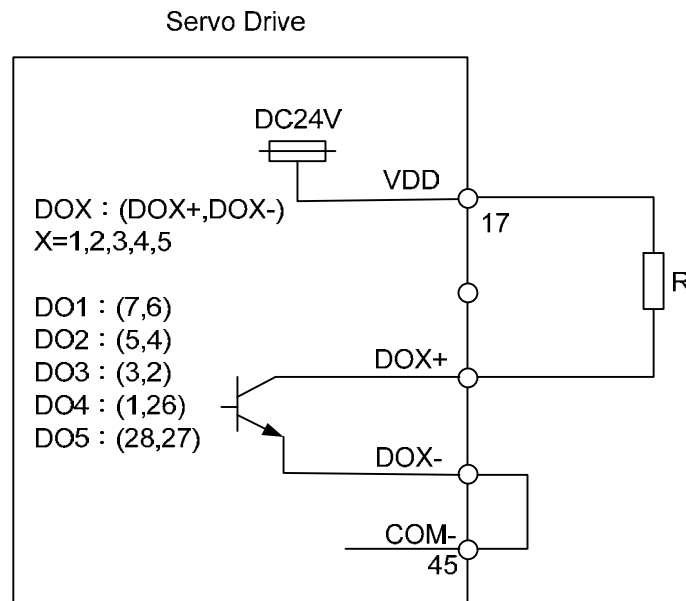 Servo Drive
DC24V
VDD
17
DOX：(DOX+,DOX-)
X=1,2,3,4,5
R
DO1：(7,6)
DO2：(5,4)
DO3：(3,2)
DO4：(1,26)
DO5：(28,27)
DOX+
DOX-
COM-
45